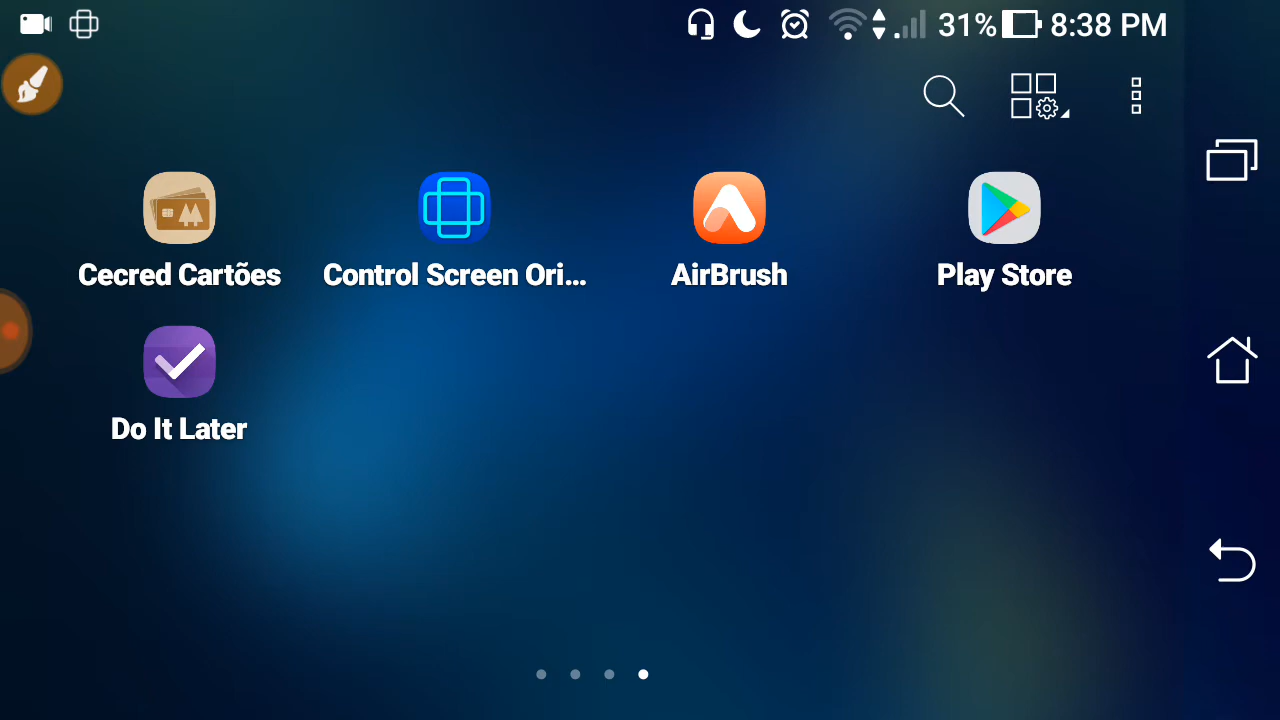 31% 8:38 PM
Cecred Cartões
Control Screen Ori...
AirBrush
Play Store
Do It Later